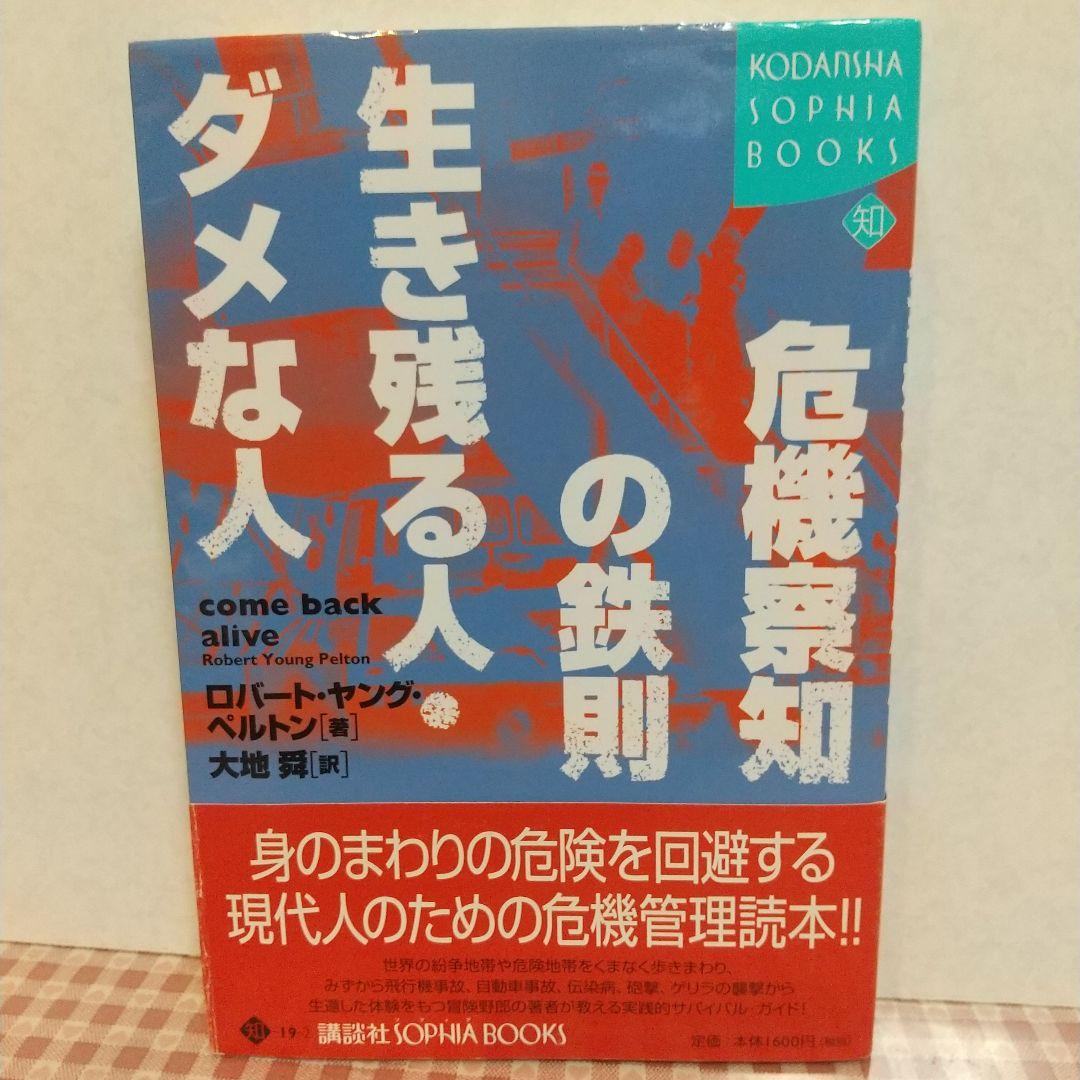 KODANSHA
SOPHIA
BOOKS
知
危機察知
の鉄則
生き残る人・
ダメな人
come back
alive
Robert Young Pelton
ロバート・ヤング・
ペルトン[著]
大地 舜[訳]
身のまわりの危険を回避する
現代人のための危機管理読本!!
世界の紛争地帯や危険地帯をくまなく歩きまわり、
みずから飛行機事故、自動車事故、伝染病、砲撃、ゲリラの襲撃から
生還した体験をもつ冒険野郎の著者が教える実践的サバイバル・ガイド!
知 19-2 講談社 SOPHIA BOOKS
定価:本体1600円(税別)